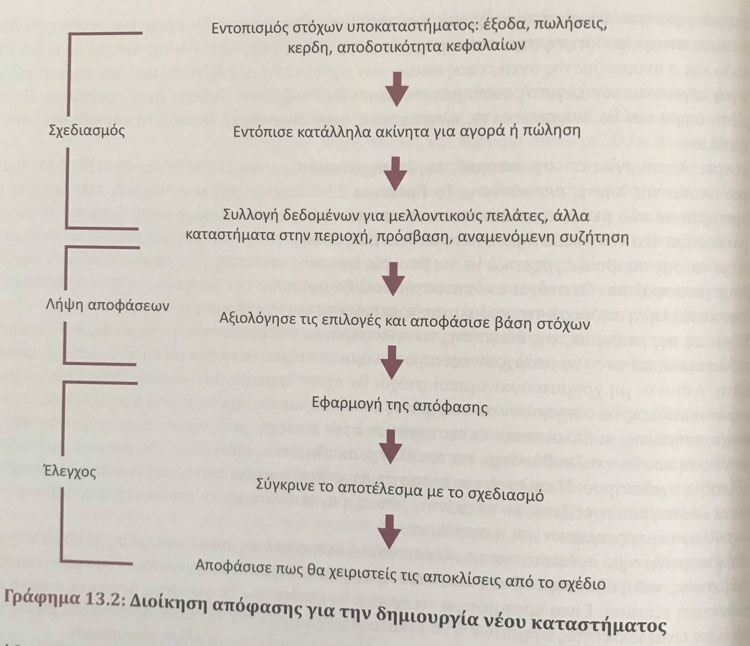 Εντοπισμός στόχων υποκαταστήματος: έξοδα, πωλήσεις,
κερδη, αποδοτικότητα κεφαλαίων
Σχεδιασμός
Εντόπισε κατάλληλα ακίνητα για αγορά ή πώληση
Συλλογή δεδομένων για μελλοντικούς πελάτες, άλλα
καταστήματα στην περιοχή, πρόσβαση, αναμενόμενη συζήτηση
Λήψη αποφάσεων
Αξιολόγησε τις επιλογές και αποφάσισε βάση στόχων
Εφαρμογή της απόφασης
Έλεγχος
Σύγκρινε το αποτέλεσμα με το σχεδιασμό
Αποφάσισε πως θα χειριστείς τις αποκλίσεις από το σχέδιο
Γράφημα 13.2: Διοίκηση απόφασης για την δημιουργία νέου καταστήματος